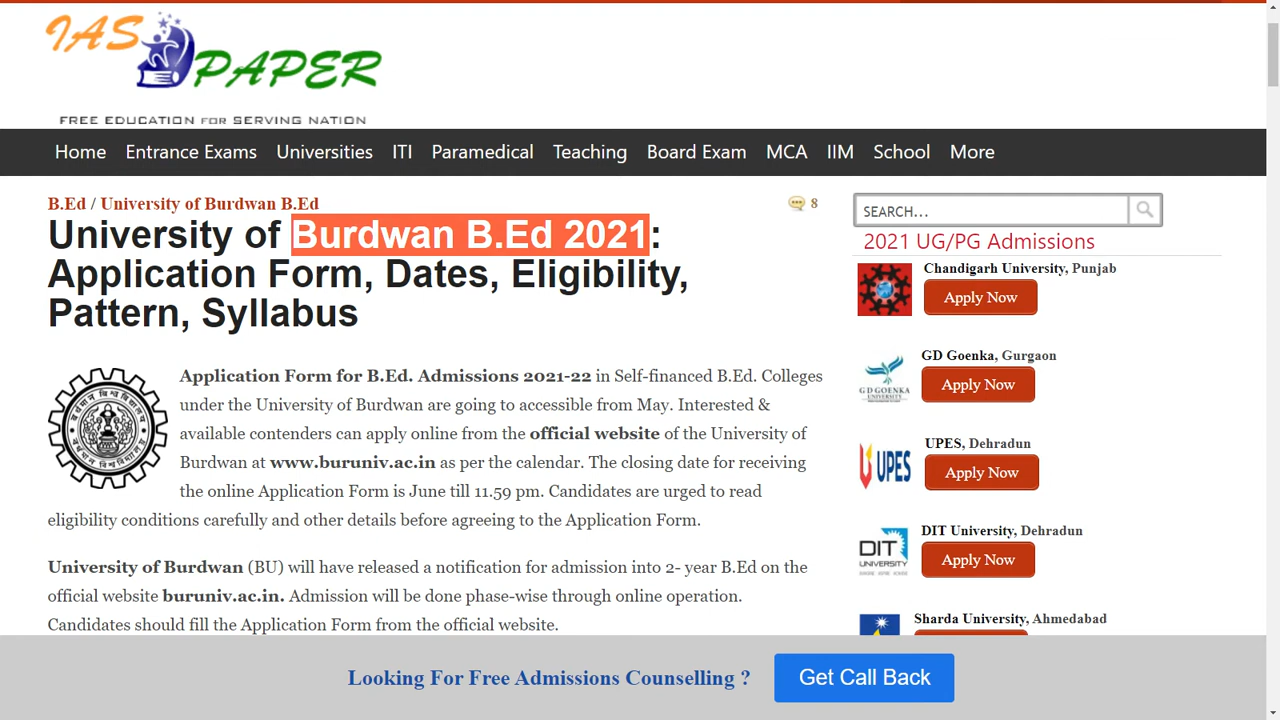 IAS PAPER
FREE EDUCATION FOR SERVING NATION
Home Entrance Exams Universities ITI Paramedical Teaching Board Exam MCA IIM School More
B.Ed / University of Burdwan B.Ed
8
University of Burdwan B.Ed 2021:
Application Form, Dates, Eligibility,
Pattern, Syllabus
Application Form for B.Ed. Admissions 2021-22 in Self-financed B.Ed. Colleges
under the University of Burdwan are going to accessible from May. Interested &
available contenders can apply online from the official website of the University of
Burdwan at www.buruniv.ac.in as per the calendar. The closing date for receiving
the online Application Form is June till 11.59 pm. Candidates are urged to read
eligibility conditions carefully and other details before agreeing to the Application Form.
University of Burdwan (BU) will have released a notification for admission into 2- year B.Ed on the
official website buruniv.ac.in. Admission will be done phase-wise through online operation.
Candidates should fill the Application Form from the official website.
SEARCH...
2021 UG/PG Admissions
Chandigarh University, Punjab
Apply Now
GD Goenka, Gurgaon
G D GOENKA
UNIVERSITY
Apply Now
UPES, Dehradun
UPES
Apply Now
DIT University, Dehradun
DIT
UNIVERSITY
Apply Now
Sharda University, Ahmedabad
Looking For Free Admissions Counselling ?
Get Call Back